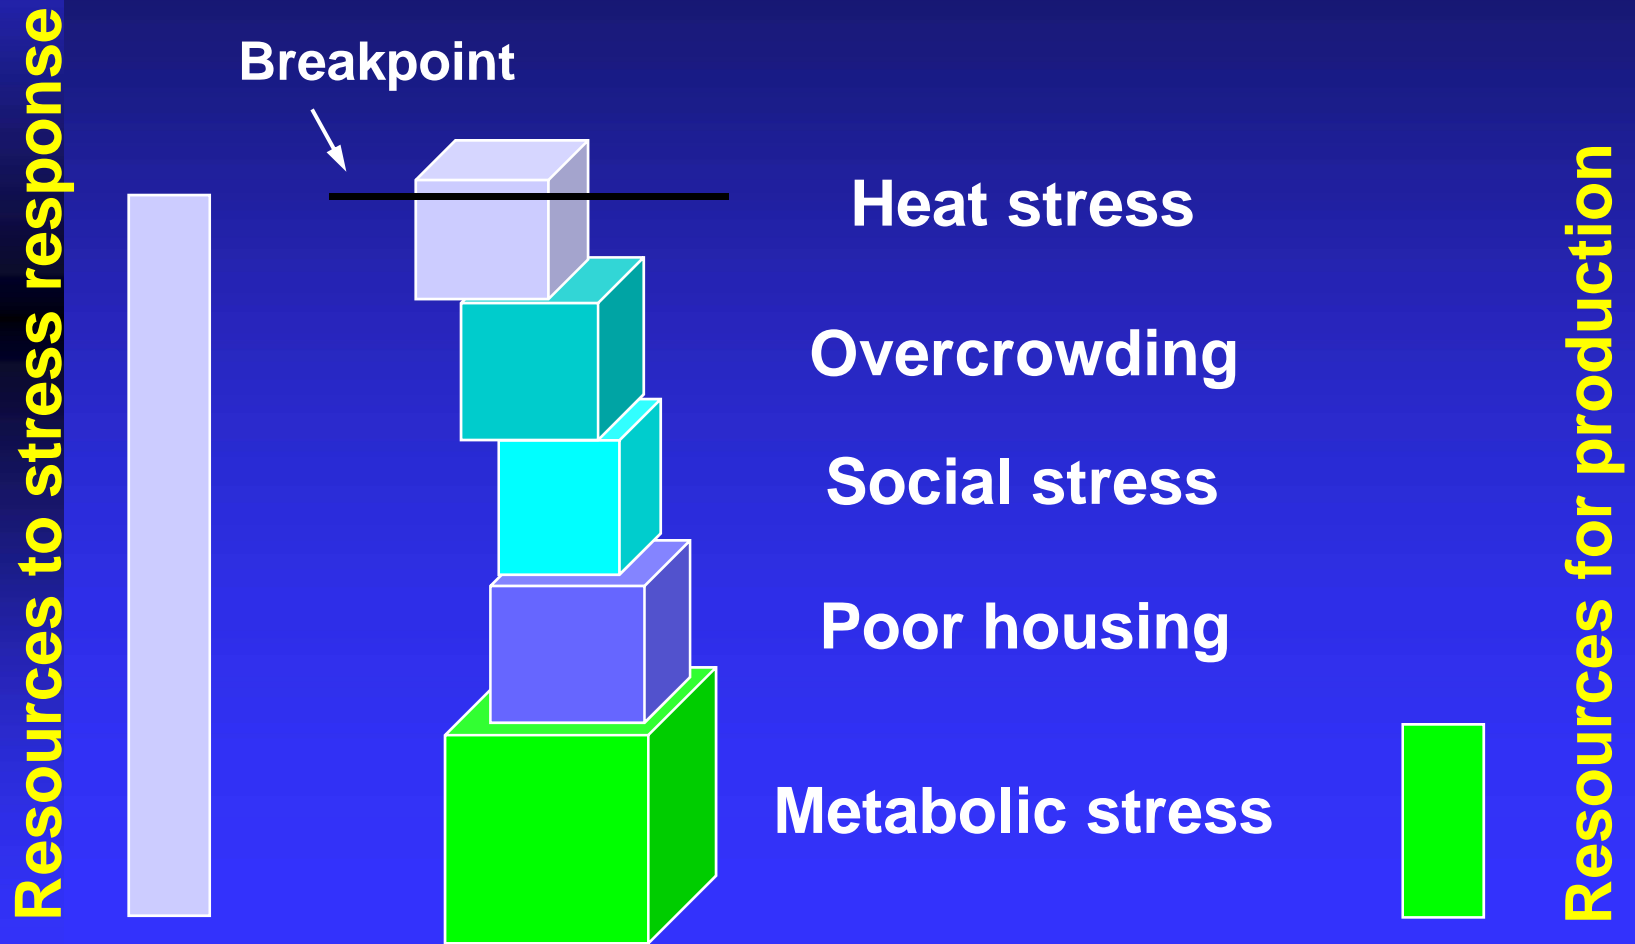 Resources to stress response
Breakpoint
Heat stress
Overcrowding
Social stress
Poor housing
Metabolic stress
Resources for production